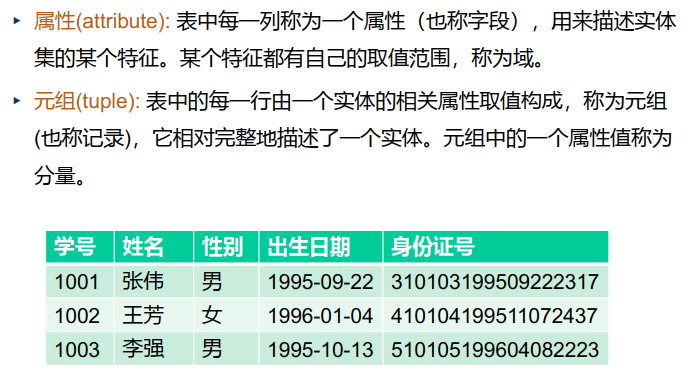 属性(attribute): 表中每一列称为一个属性（也称字段），用来描述实体
集的某个特征。某个特征都有自己的取值范围，称为域。
元组(tuple): 表中的每一行由一个实体的相关属性取值构成，称为元组
(也称记录)，它相对完整地描述了一个实体。元组中的一个属性值称为
分量。
学号 姓名 性别 出生日期 身份证号
1001 张伟 男 1995-09-22 310103199509222317
1002 王芳 女 1996-01-04 410104199511072437
1003 李强 男 1995-10-13 510105199604082223